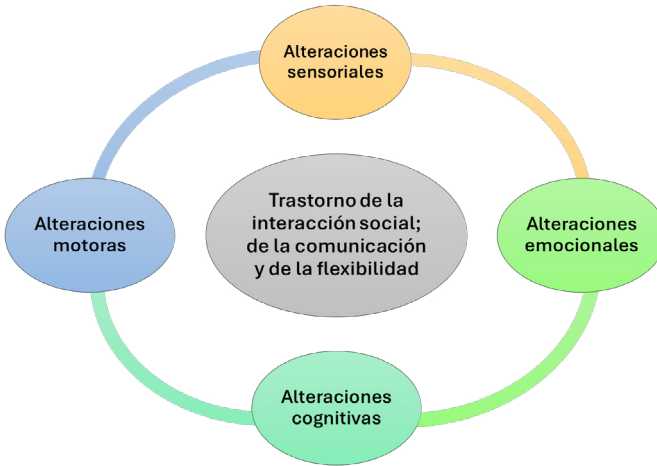 Alteraciones
sensoriales
Alteraciones
motoras
Trastorno de la
interacción social;
de la comunicación
y de la flexibilidad
Alteraciones
emocionales
Alteraciones
cognitivas